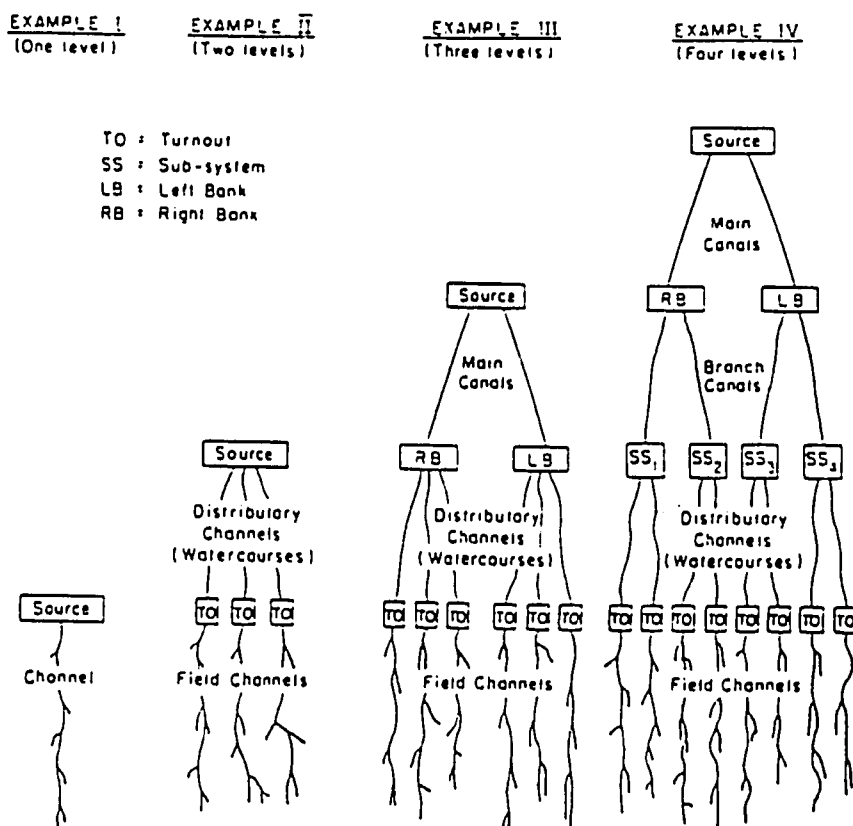 EXAMPLE I
(One level)
EXAMPLE II
(Two levels)
EXAMPLE III
(Three levels)
EXAMPLE IV
(Four levels)
TO = Turnout
SS = Sub-system
LB = Left Bank
RB = Right Bank
Source
Channel
Source
Distributary
Channels
(Watercourses)
TO TO TO
Field Channels
Source
Main
Canals
RB LB
Distributary
Channels
(Watercourses)
TO TO TO TO TO TO
Field Channels
Source
Main
Canals
RB LB
Branch
Canals
SS₁ SS₂ SS₃ SS₄
Distributary
Channels
(Watercourses)
TO TO TO TO TO TO TO TO
Field Channels